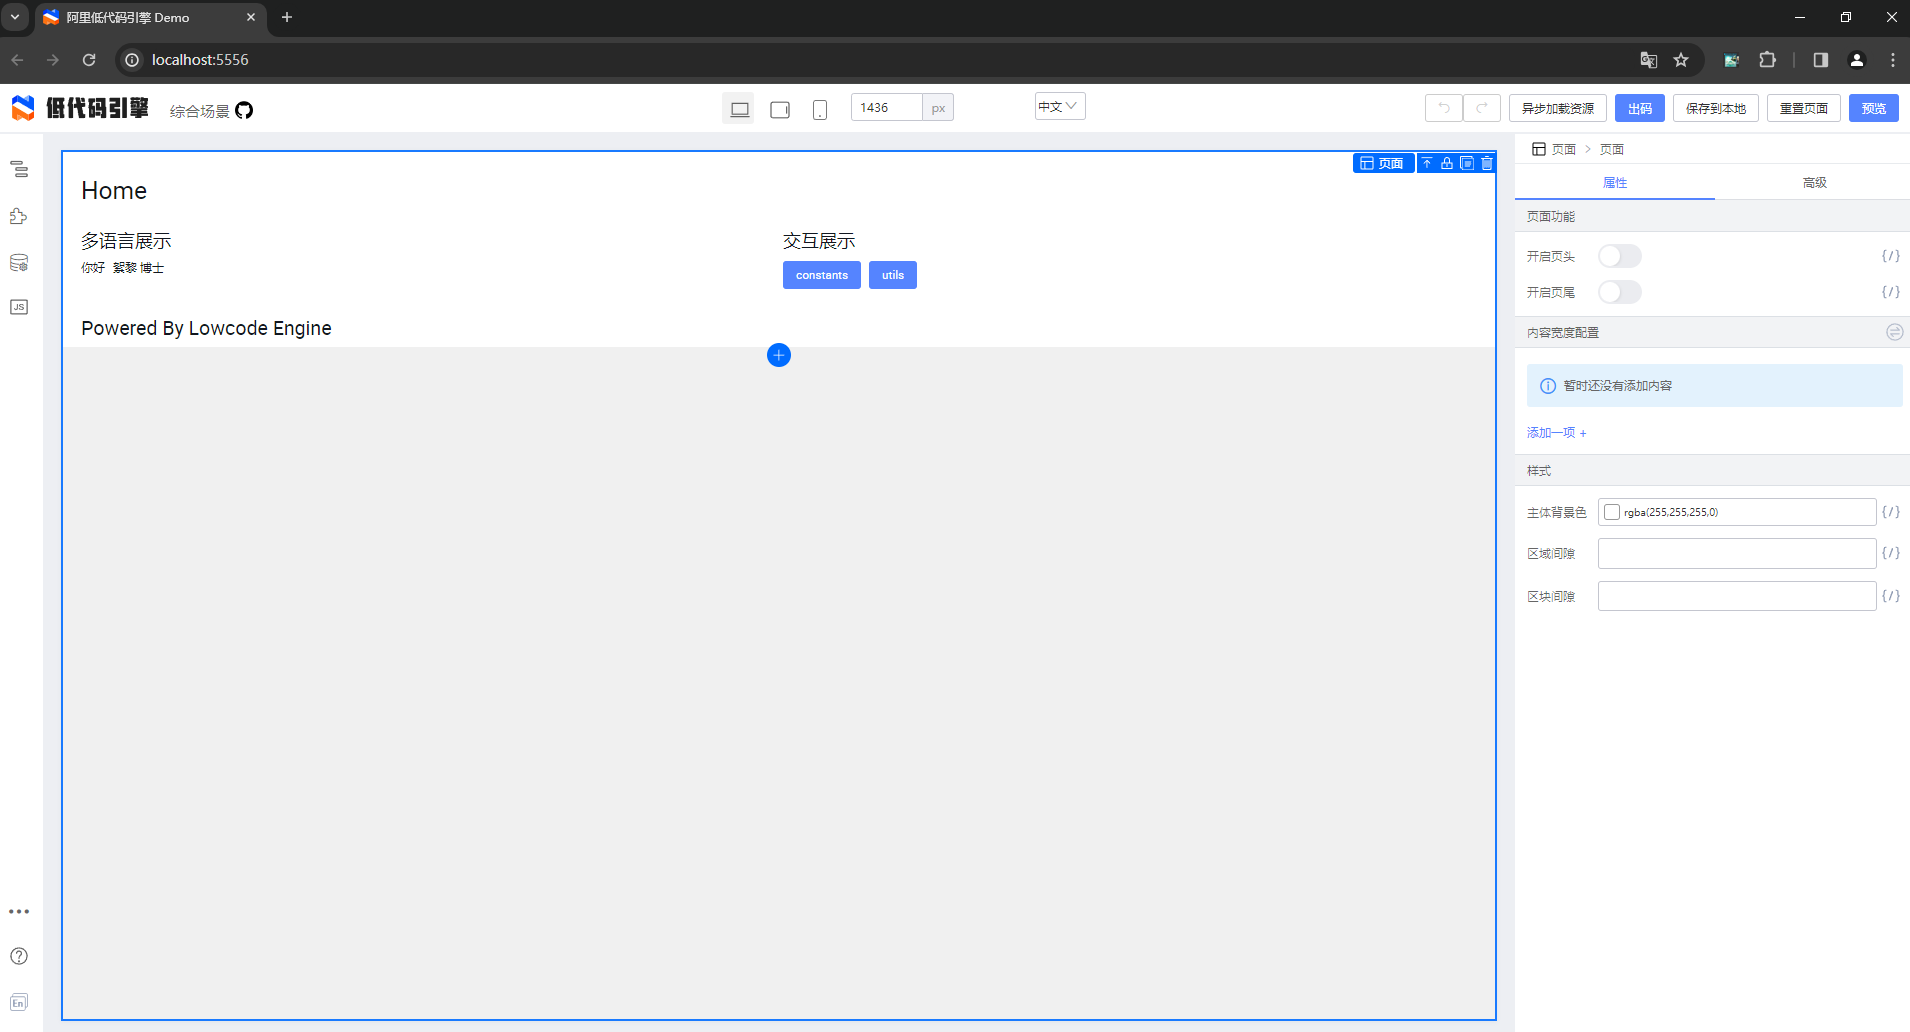 阿里低代码引擎 Demo
localhost:5556
低代码引擎
综合场景
1436 px
中文
异步加载资源
出码
保存到本地
重置页面
预览
页面
Home
多语言展示
你好 絮黎 博士
交互展示
constants utils
Powered By Lowcode Engine
JS
En
页面 > 页面
属性 高级
页面功能
开启页头 {/}
开启页尾 {/}
内容宽度配置
暂时还没有添加内容
添加一项 +
样式
主体背景色 rgba(255,255,255,0) {/}
区域间隙 {/}
区块间隙 {/}